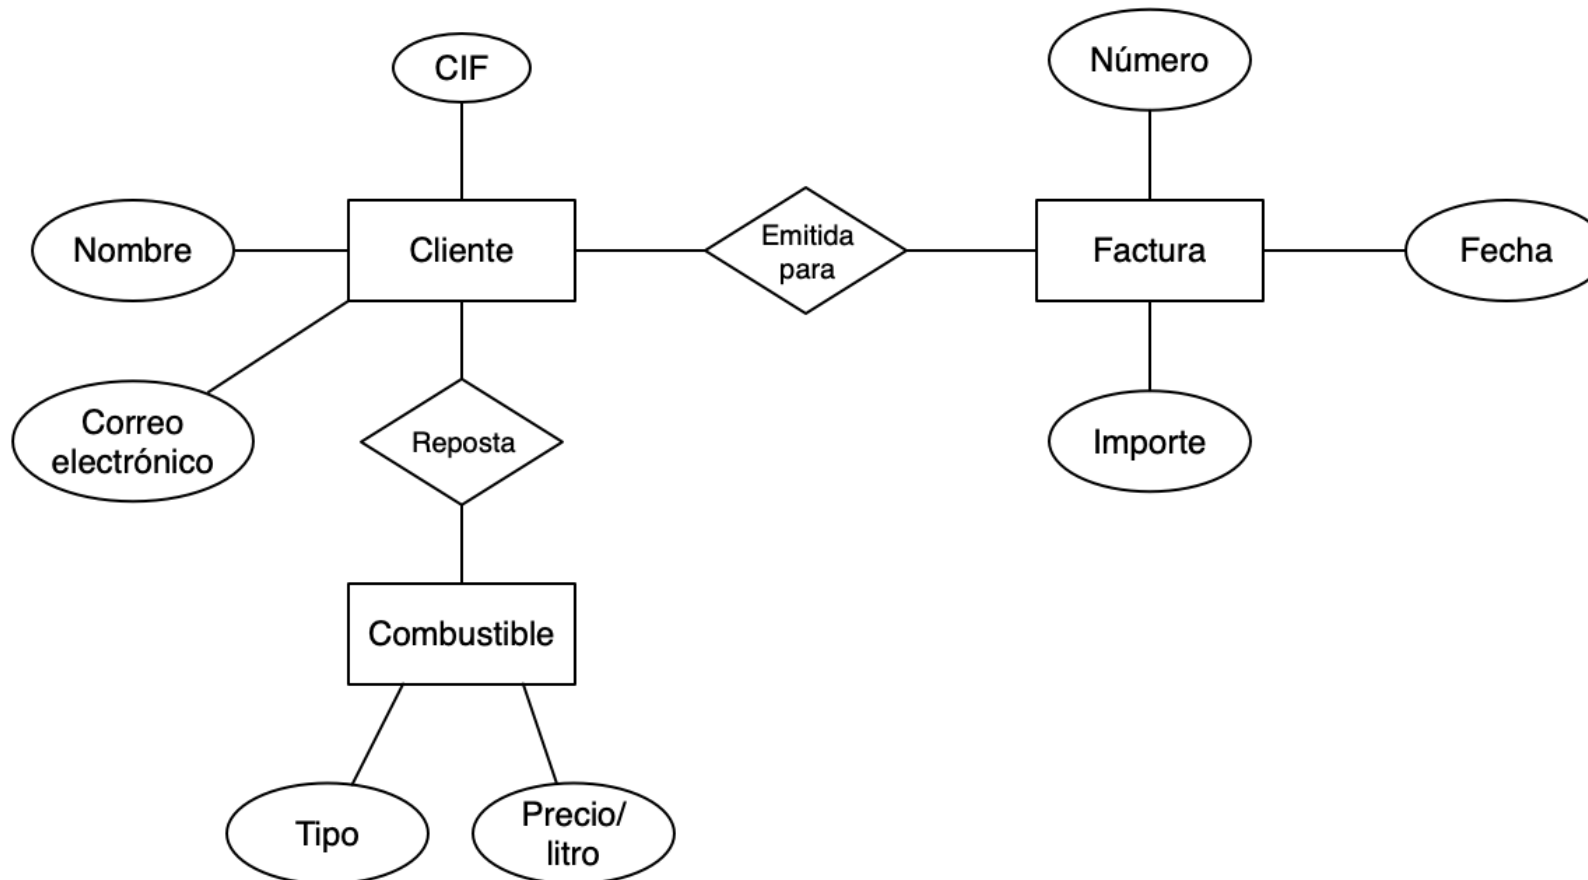 CIF
Número
Nombre
Cliente
Emitida
para
Factura
Fecha
Correo
electrónico
Reposta
Importe
Combustible
Tipo
Precio/
litro